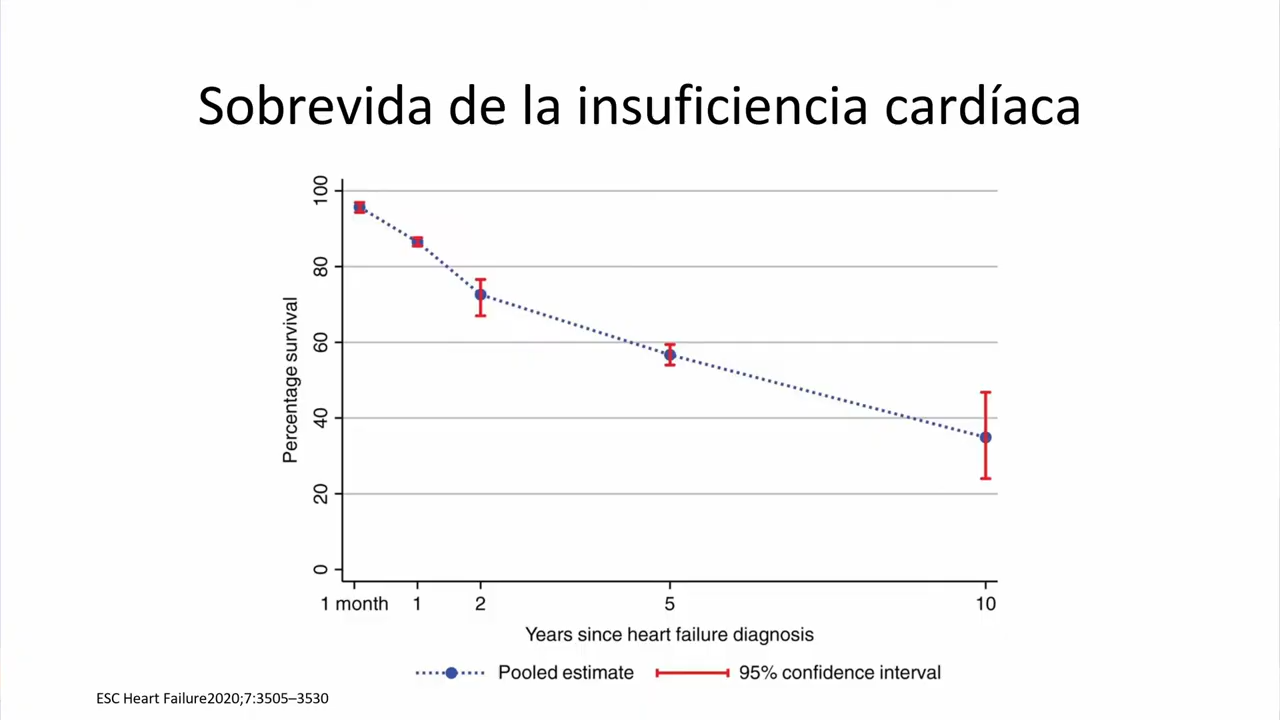 Sobrevida de la insuficiencia cardíaca
100
80
60
40
20
0
Percentage survival
1 month 1 2 5 10
Years since heart failure diagnosis
Pooled estimate 95% confidence interval
ESC Heart Failure2020;7:3505–3530